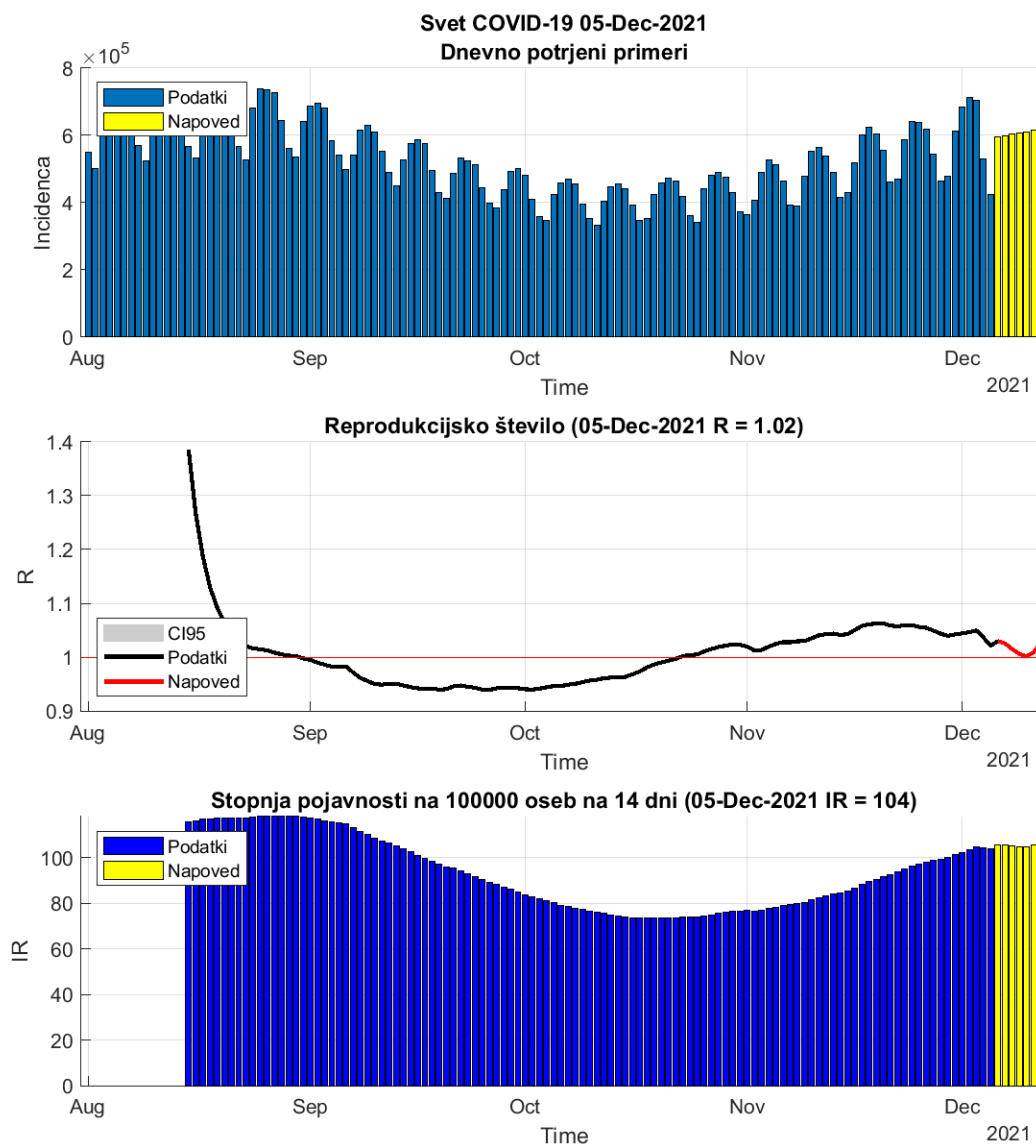 Svet COVID-19 05-Dec-2021
Dnevno potrjeni primeri
×10^5
8
6
4
2
0
Incidenca
Podatki
Napoved
Aug Sep Oct Nov Dec
Time
2021
Reprodukcijsko število (05-Dec-2021 R = 1.02)
1.4
1.3
1.2
1.1
1
0.9
R
CI95
Podatki
Napoved
Aug Sep Oct Nov Dec
Time
2021
Stopnja pojavnosti na 100000 oseb na 14 dni (05-Dec-2021 IR = 104)
100
80
60
40
20
0
IR
Podatki
Napoved
Aug Sep Oct Nov Dec
Time
2021